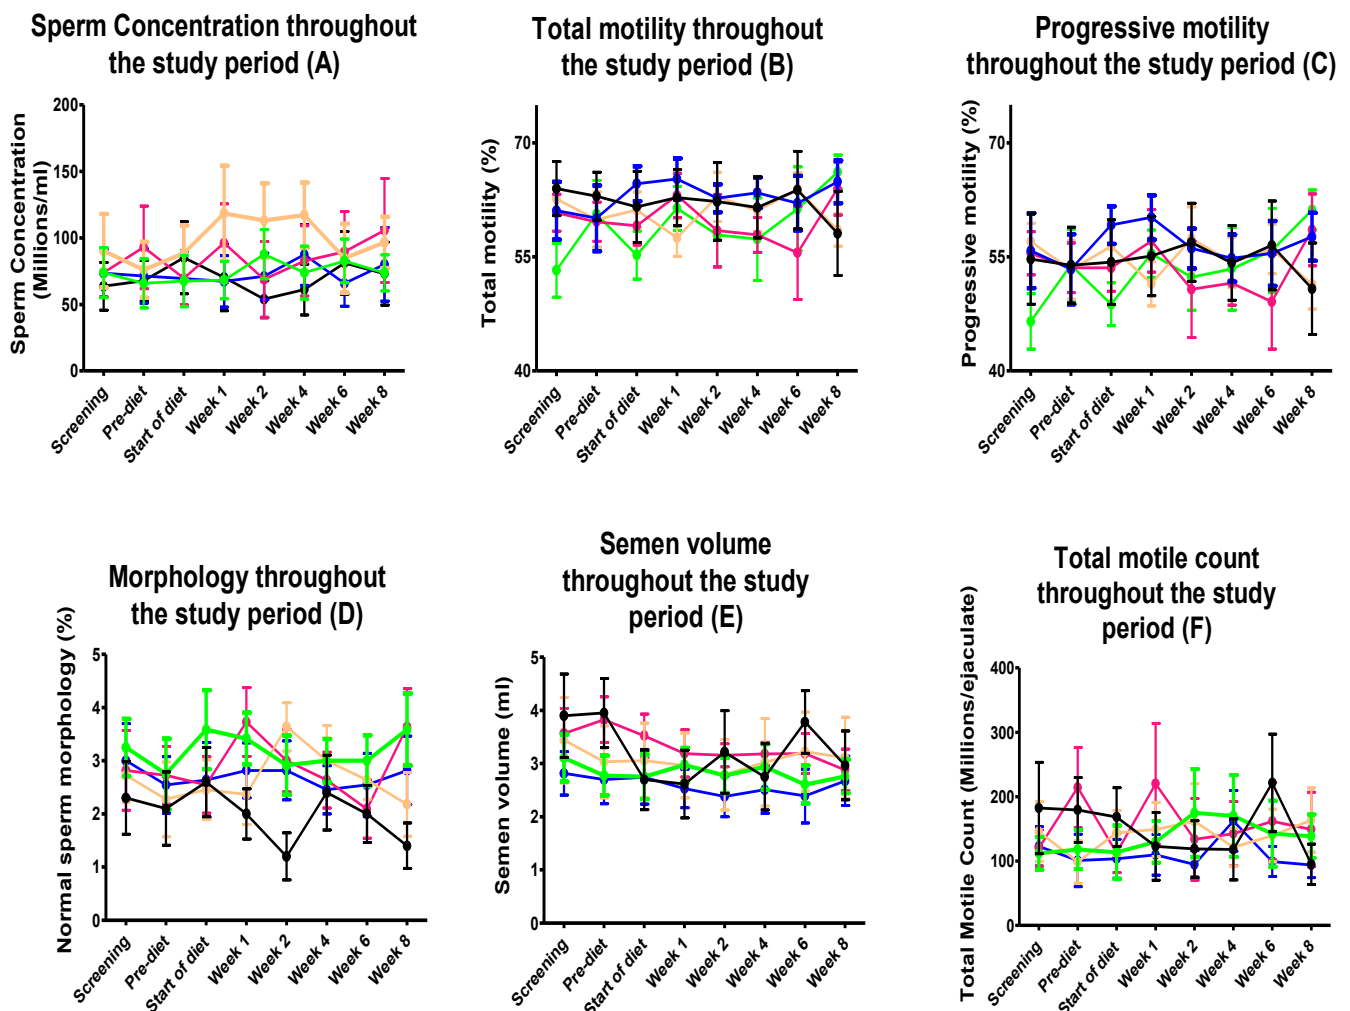 Sperm Concentration throughout
the study period (A)
Sperm Concentration
(Millions/ml)
200
150
100
50
0
Screening
Pre-diet
Start of diet
Week 1
Week 2
Week 4
Week 6
Week 8
Total motility throughout
the study period (B)
Total motility (%)
70
55
40
Screening
Pre-diet
Start of diet
Week 1
Week 2
Week 4
Week 6
Week 8
Progressive motility
throughout the study period (C)
Progressive motility (%)
70
55
40
Screening
Pre-diet
Start of diet
Week 1
Week 2
Week 4
Week 6
Week 8
Morphology throughout
the study period (D)
Normal sperm morphology (%)
5
4
3
2
1
0
Screening
Pre-diet
Start of diet
Week 1
Week 2
Week 4
Week 6
Week 8
Semen volume
throughout the study
period (E)
Semen volume (ml)
5
4
3
2
1
0
Screening
Pre-diet
Start of diet
Week 1
Week 2
Week 4
Week 6
Week 8
Total motile count
throughout the study
period (F)
Total Motile Count (Millions/ejaculate)
400
300
200
100
0
Screening
Pre-diet
Start of diet
Week 1
Week 2
Week 4
Week 6
Week 8